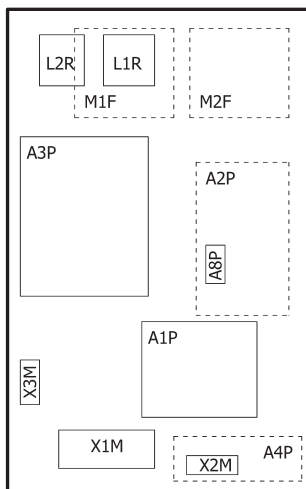 L2R
L1R
M1F
M2F
A3P
A2P
A8P
A1P
X3M
X1M
A4P
X2M